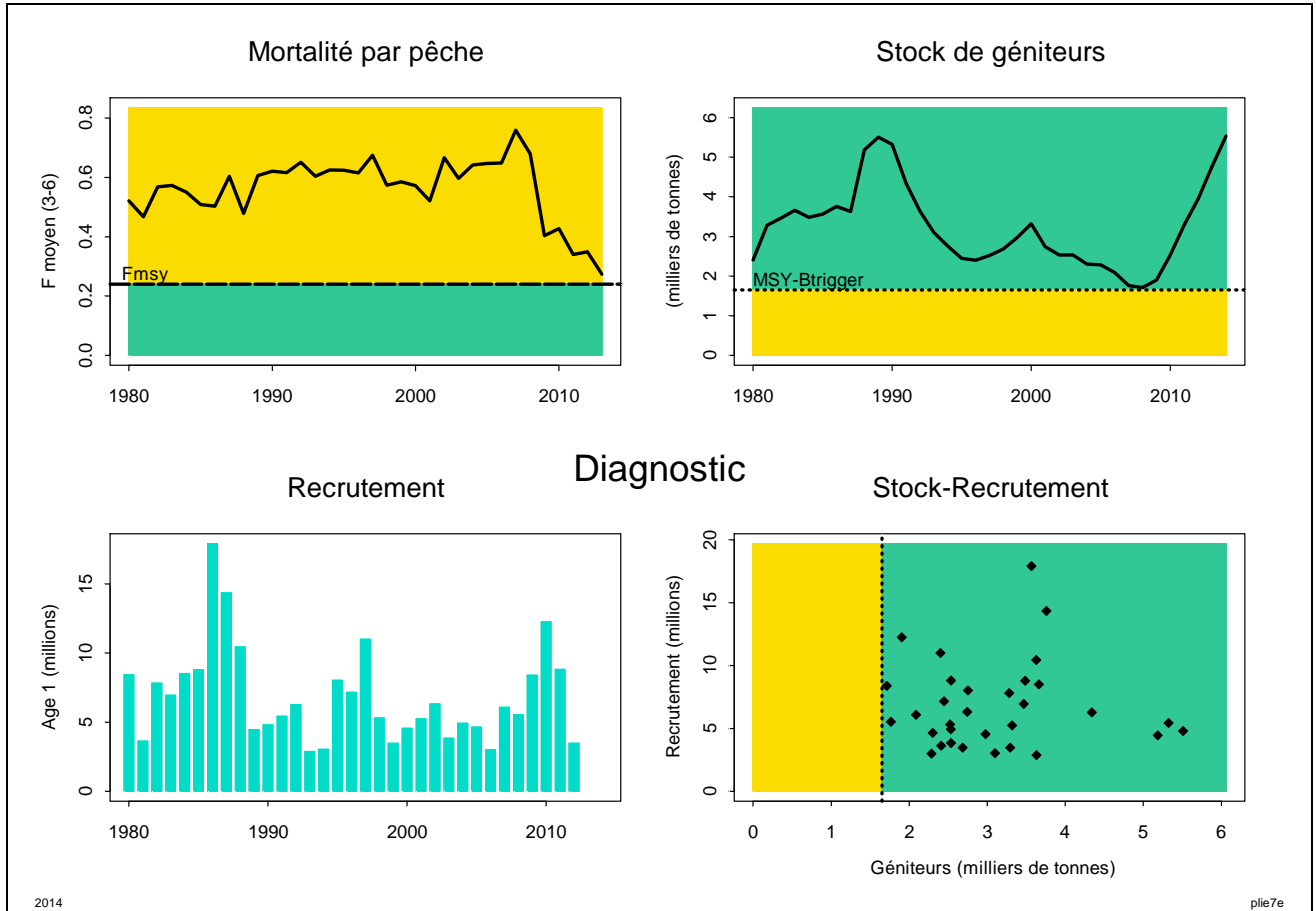 Mortalité par pêche
F moyen (3-6)
0.8
0.6
0.4
0.2
0.0
Fmsy
1980 1990 2000 2010
Stock de géniteurs
(milliers de tonnes)
6
5
4
3
2
1
0
MSY-Btrigger
1980 1990 2000 2010
Diagnostic
Recrutement
Age 1 (millions)
15
10
5
0
1980 1990 2000 2010
Stock-Recrutement
Recrutement (millions)
20
15
10
5
0
0 1 2 3 4 5 6
Géniteurs (milliers de tonnes)
2014
plie7e